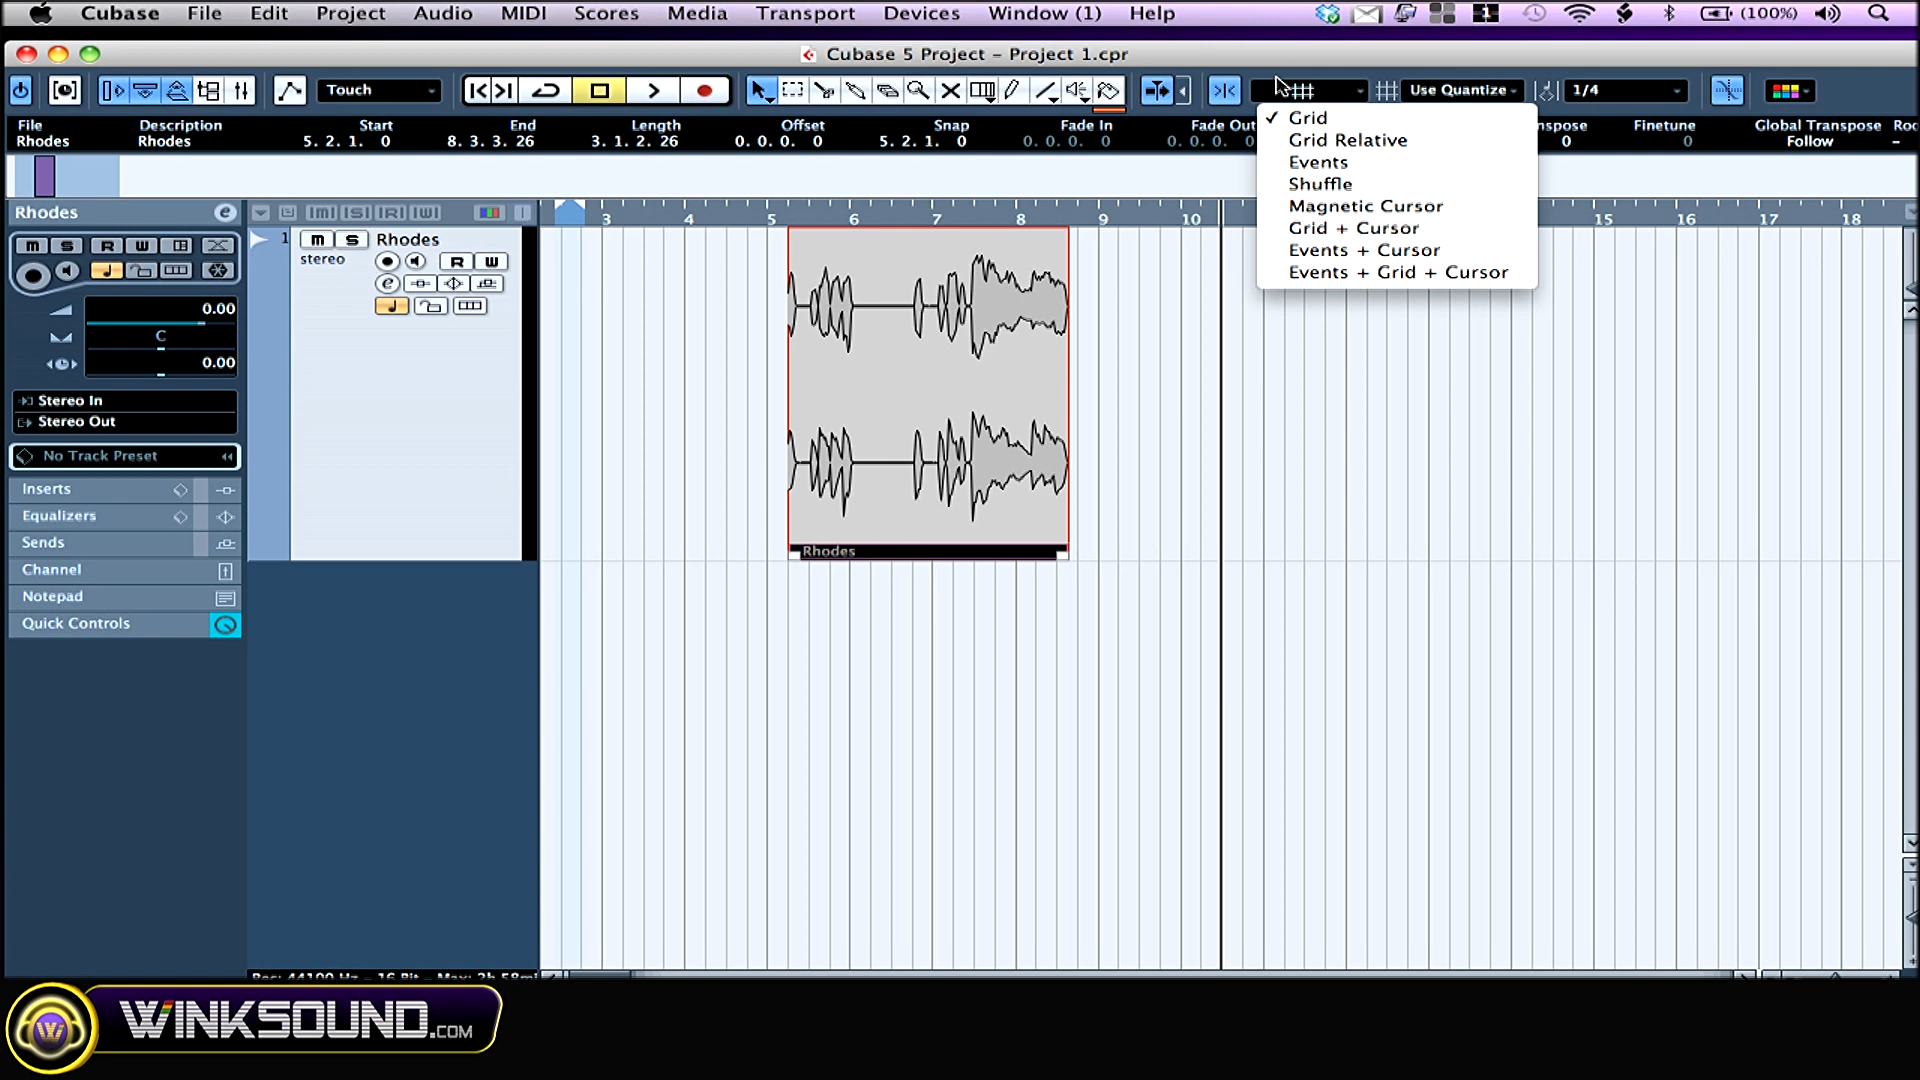 Cubase File Edit Project Audio MIDI Scores Media Transport Devices Window (1) Help 1 (100%)
Cubase 5 Project – Project 1.cpr
Touch Use Quantize 1/4
File Description Start End Length Offset Snap Fade In Fade Out nspose Finetune Global Transpose Roo
Rhodes Rhodes 5. 2. 1. 0 8. 3. 3. 26 3. 1. 2. 26 0. 0. 0. 0 5. 2. 1. 0 0. 0. 0. 0 0. 0. 0. 0 0 0 Follow –
Grid
Grid Relative
Events
Shuffle
Magnetic Cursor
Grid + Cursor
Events + Cursor
Events + Grid + Cursor
Rhodes e M S R W
3 4 5 6 7 8 9 10 15 16 17 18
M S R W
1 M S Rhodes
stereo
R W
e
0.00
C
0.00
Stereo In
Stereo Out
No Track Preset
Inserts
Equalizers
Sends
Channel
Notepad
Quick Controls
Rhodes
WINKSOUND.COM
W